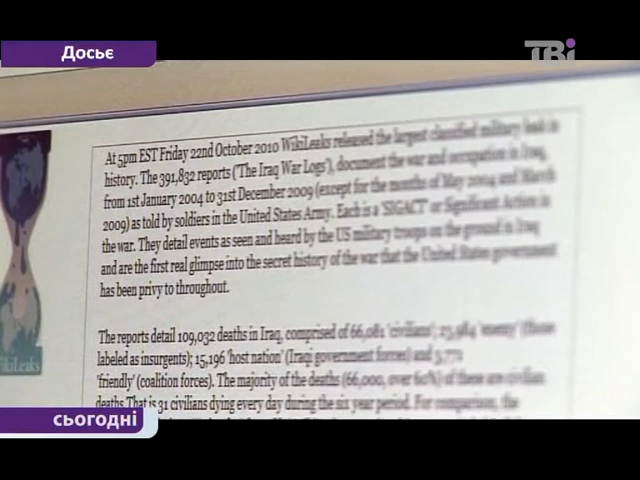 Досьє
ТВі
At 5pm EST Friday 22nd October 2010 WikiLeaks released the largest classified military leak in
history. The 391,832 reports ('The Iraq War Logs'), document the war and occupation in Iraq,
from 1st January 2004 to 31st December 2009 (except for the months of May 2004 and March
2009) as told by soldiers in the United States Army. Each is a 'SIGACT' or Significant Action in
the war. They detail events as seen and heard by the US military troops on the ground in Iraq
and are the first real glimpse into the secret history of the war that the United States government
has been privy to throughout.
The reports detail 109,032 deaths in Iraq, comprised of 66,081 'civilians'; 23,984 'enemy' (those
labeled as insurgents); 15,196 'host nation' (Iraqi government forces) and 3,771
'friendly' (coalition forces). The majority of the deaths (66,000, over 60%) of these are civilian
deaths. That is 31 civilians dying every day during the six year period. For comparison, the
WikiLeaks
сьогодні